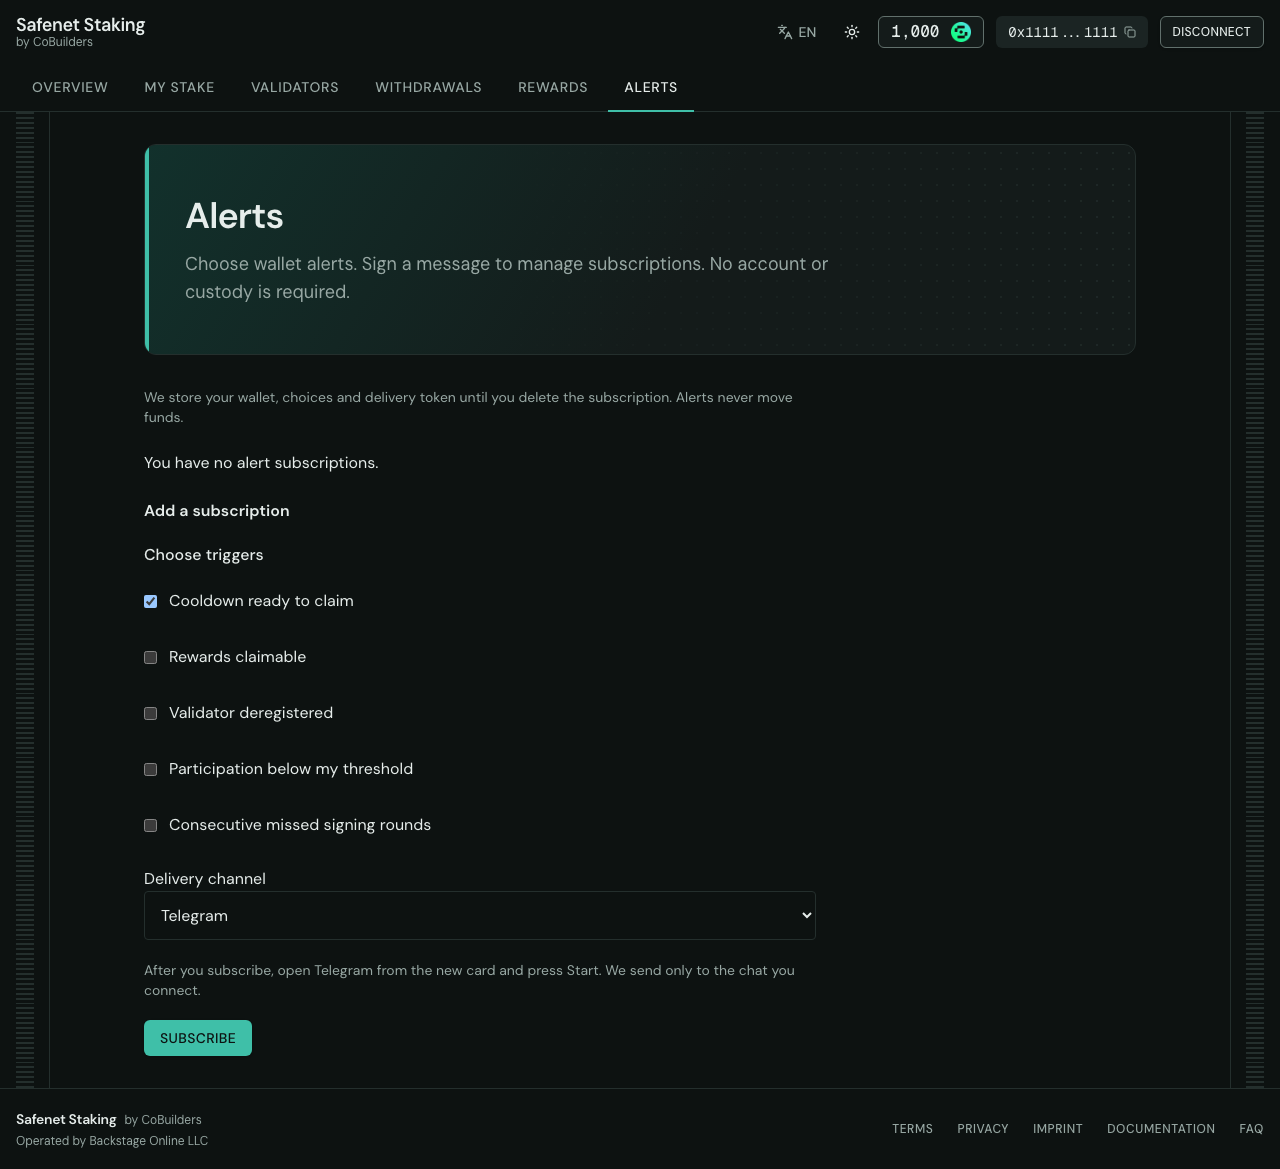 Safenet Staking
by CoBuilders
EN
1,000
0x1111...1111
DISCONNECT
OVERVIEW
MY STAKE
VALIDATORS
WITHDRAWALS
REWARDS
ALERTS
Alerts
Choose wallet alerts. Sign a message to manage subscriptions. No account or
custody is required.
We store your wallet, choices and delivery token until you delete the subscription. Alerts never move
funds.
You have no alert subscriptions.
Add a subscription
Choose triggers
Cooldown ready to claim
Rewards claimable
Validator deregistered
Participation below my threshold
Consecutive missed signing rounds
Delivery channel
Telegram
After you subscribe, open Telegram from the new card and press Start. We send only to the chat you
connect.
SUBSCRIBE
Safenet Staking by CoBuilders
Operated by Backstage Online LLC
TERMS
PRIVACY
IMPRINT
DOCUMENTATION
FAQ